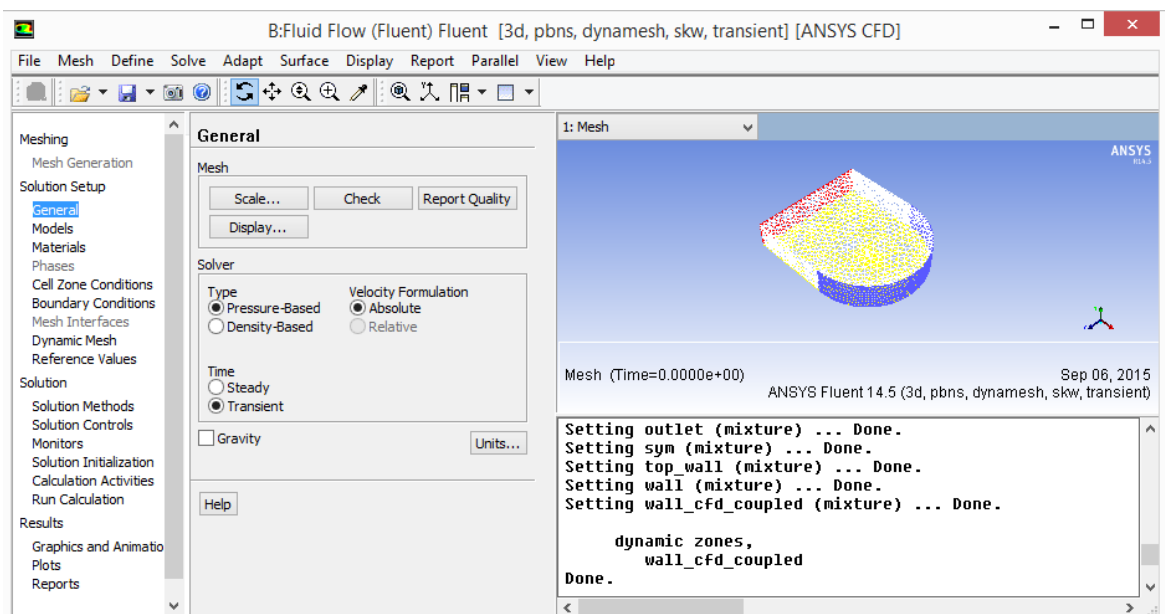 B:Fluid Flow (Fluent) Fluent [3d, pbns, dynamesh, skw, transient] [ANSYS CFD]
File Mesh Define Solve Adapt Surface Display Report Parallel View Help
Meshing
Mesh Generation
Solution Setup
General
Models
Materials
Phases
Cell Zone Conditions
Boundary Conditions
Mesh Interfaces
Dynamic Mesh
Reference Values
Solution
Solution Methods
Solution Controls
Monitors
Solution Initialization
Calculation Activities
Run Calculation
Results
Graphics and Animatio
Plots
Reports
General
Mesh
Scale... Check Report Quality
Display...
Solver
Type Velocity Formulation
Pressure-Based Absolute
Density-Based Relative
Time
Steady
Transient
Gravity Units...
Help
1: Mesh
ANSYS
R14.5
Mesh (Time=0.0000e+00) Sep 06, 2015
ANSYS Fluent 14.5 (3d, pbns, dynamesh, skw, transient)
Setting outlet (mixture) ... Done.
Setting sym (mixture) ... Done.
Setting top_wall (mixture) ... Done.
Setting wall (mixture) ... Done.
Setting wall_cfd_coupled (mixture) ... Done.
dynamic zones,
wall_cfd_coupled
Done.